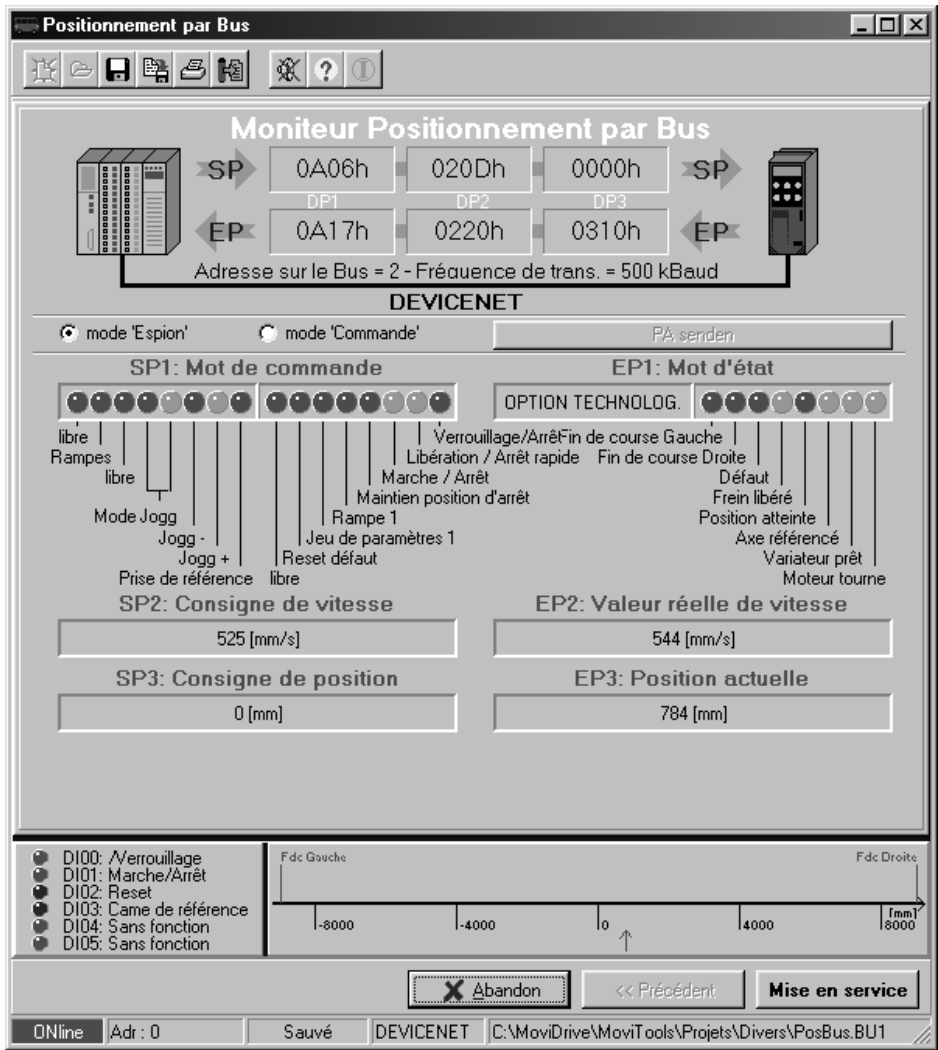 Positionnement par Bus
Moniteur Positionnement par Bus
SP 0A06h 020Dh 0000h SP
DP1 DP2 DP3
EP 0A17h 0220h 0310h EP
Adresse sur le Bus = 2 - Fréquence de trans. = 500 kBaud
DEVICENET
mode 'Espion' mode 'Commande' PA senden
SP1: Mot de commande EP1: Mot d'état
OPTION TECHNOLOG.
libre Verrouillage/Arrêt Fin de course Gauche
Rampes Libération / Arrêt rapide Fin de course Droite
libre Marche / Arrêt Défaut
Maintien position d'arrêt Frein libéré
Mode Jogg Rampe 1 Position atteinte
Jogg - Jeu de paramètres 1 Axe référencé
Jogg + Reset défaut Variateur prêt
Prise de référence libre Moteur tourne
SP2: Consigne de vitesse EP2: Valeur réelle de vitesse
525 [mm/s] 544 [mm/s]
SP3: Consigne de position EP3: Position actuelle
0 [mm] 784 [mm]
DI00: /Verrouillage
DI01: Marche/Arrêt
DI02: Reset
DI03: Came de référence
DI04: Sans fonction
DI05: Sans fonction
Fdc Gauche Fdc Droite
[mm]
-8000 -4000 0 4000 8000
Abandon << Précédent Mise en service
ONline Adr : 0 Sauvé DEVICENET C:\MoviDrive\MoviTools\Projets\Divers\PosBus.BU1